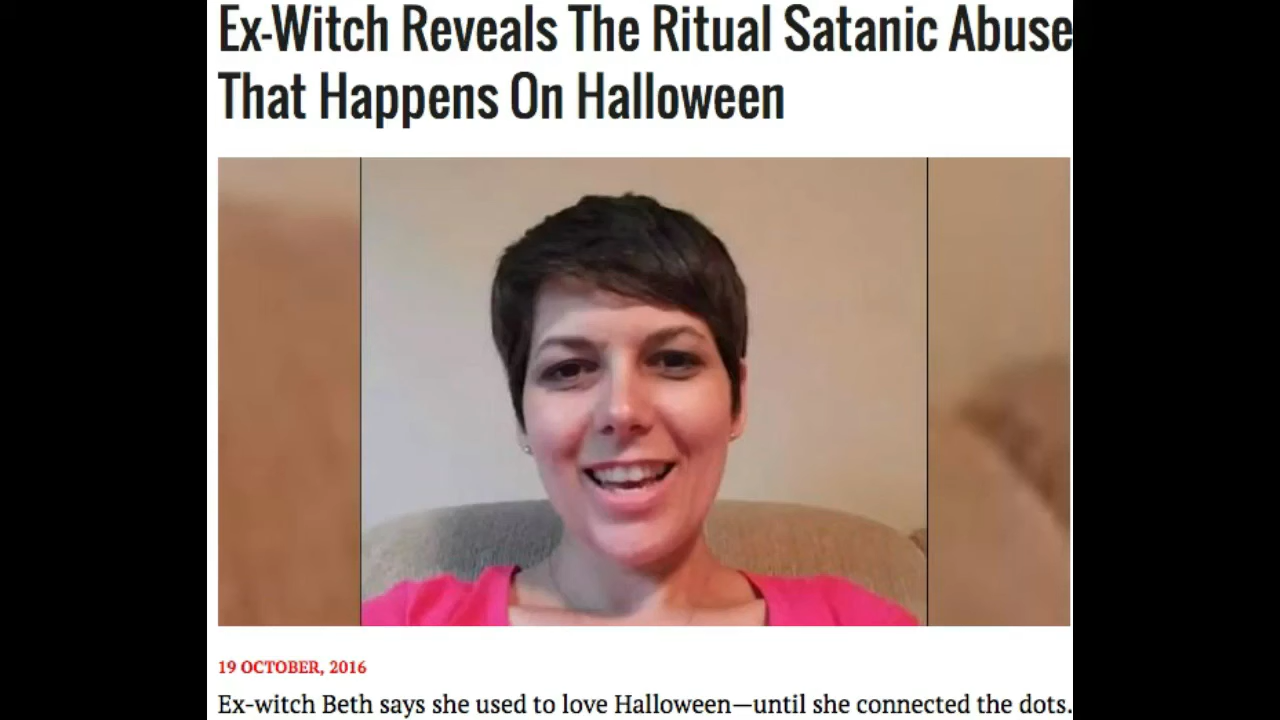 Ex-Witch Reveals The Ritual Satanic Abuse
That Happens On Halloween
19 OCTOBER, 2016
Ex-witch Beth says she used to love Halloween—until she connected the dots.